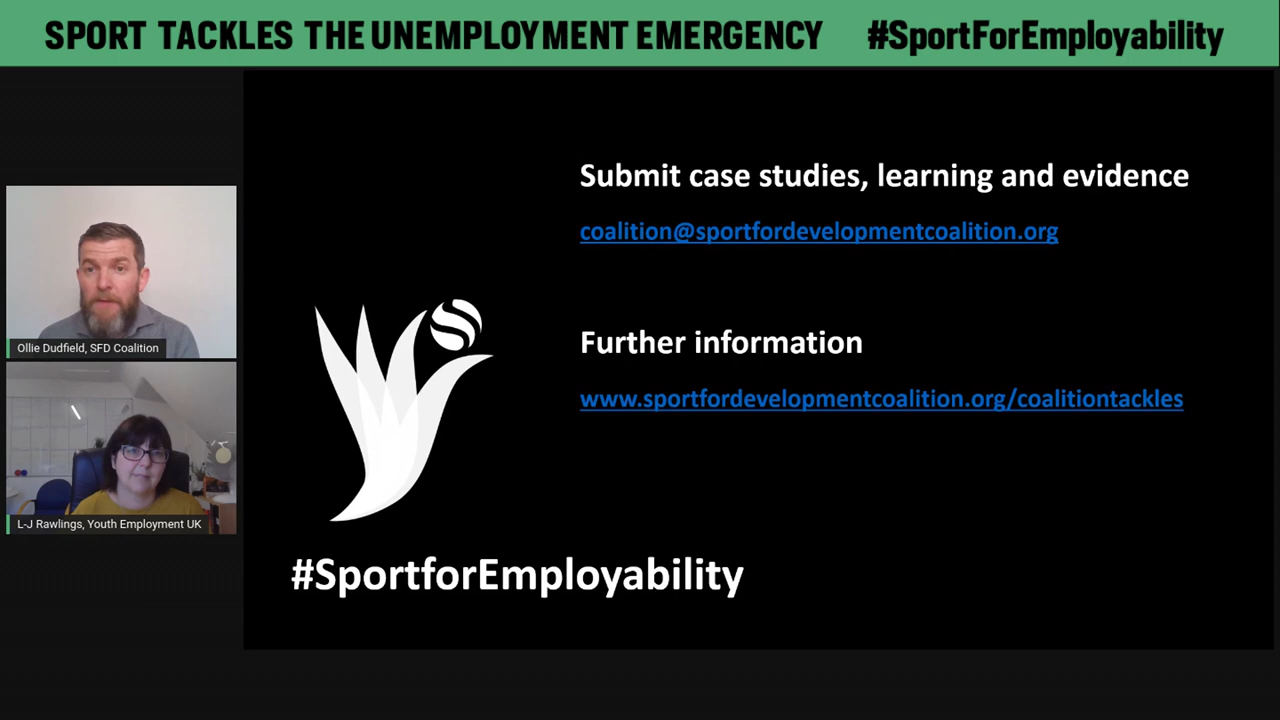 SPORT TACKLES THE UNEMPLOYMENT EMERGENCY #SportForEmployability
Submit case studies, learning and evidence
coalition@sportfordevelopmentcoalition.org
Further information
www.sportfordevelopmentcoalition.org/coalitiontackles
#SportforEmployability
Ollie Dudfield, SFD Coalition
L-J Rawlings, Youth Employment UK